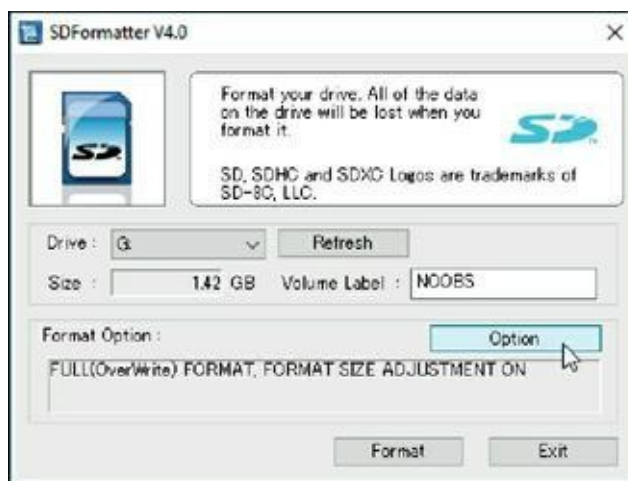 SDFormatter V4.0
Format your drive. All of the data
on the drive will be lost when you
format it.
SD, SDHC and SDXC Logos are trademarks of
SD-3C, LLC.
Drive : G:
Refresh
Size : 1.42 GB
Volume Label : NOOBS
Format Option :
Option
FULL(OverWrite) FORMAT, FORMAT SIZE ADJUSTMENT ON
Format
Exit